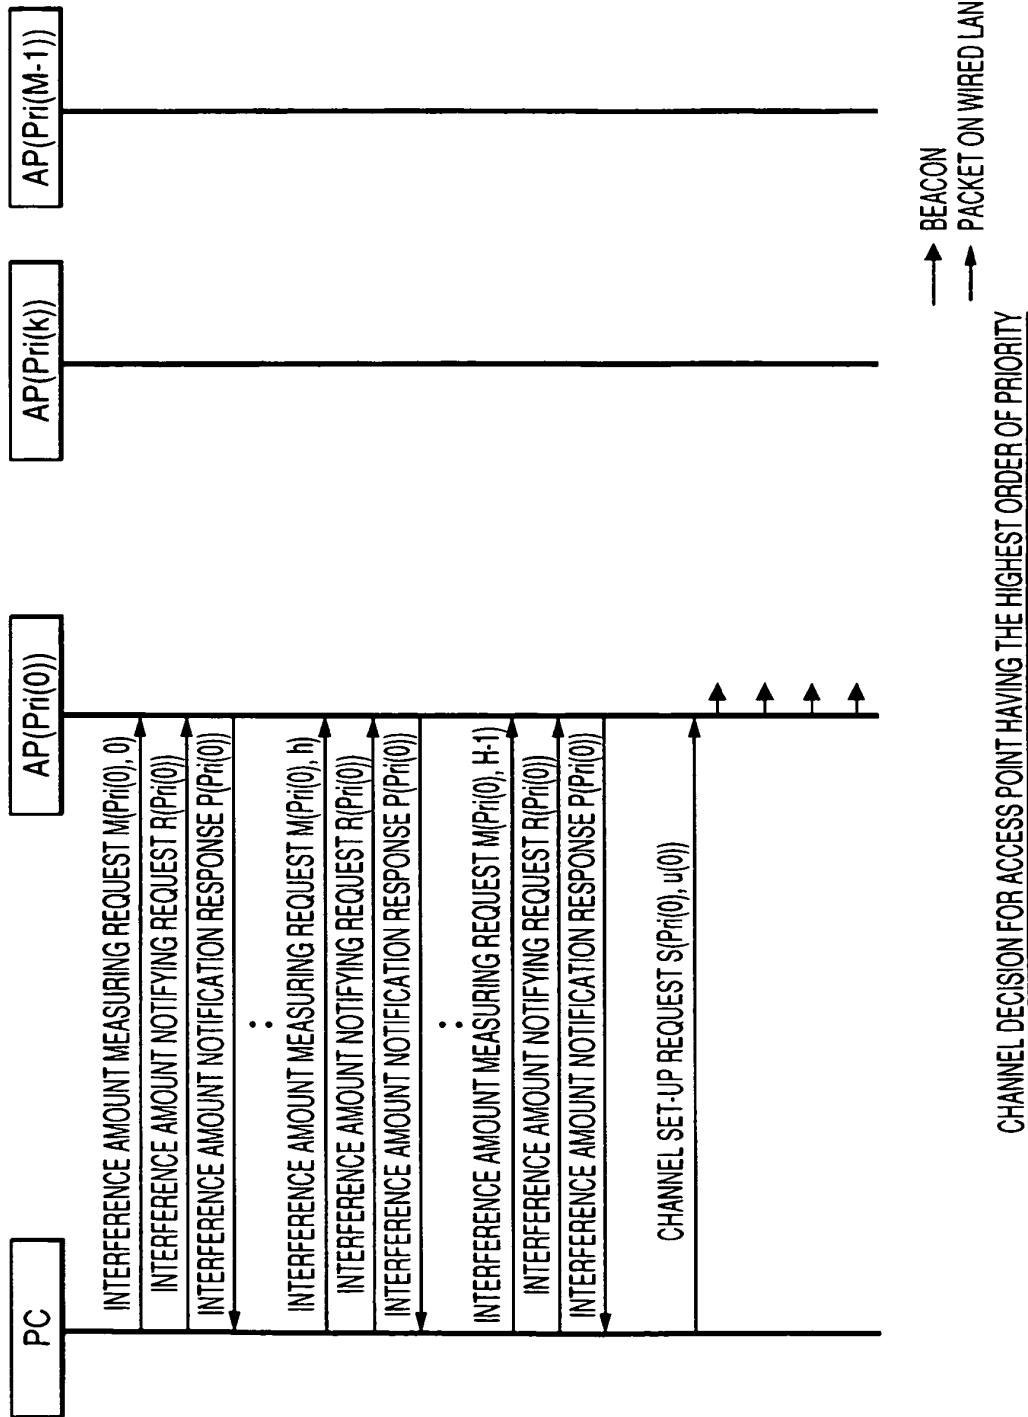 PC
AP(Pri(0))
AP(Pri(k))
AP(Pri(M-1))
INTERFERENCE AMOUNT MEASURING REQUEST M(Pri(0), 0)
INTERFERENCE AMOUNT NOTIFYING REQUEST R(Pri(0))
INTERFERENCE AMOUNT NOTIFICATION RESPONSE P(Pri(0))
:
INTERFERENCE AMOUNT MEASURING REQUEST M(Pri(0), h)
INTERFERENCE AMOUNT NOTIFYING REQUEST R(Pri(0))
INTERFERENCE AMOUNT NOTIFICATION RESPONSE P(Pri(0))
:
INTERFERENCE AMOUNT MEASURING REQUEST M(Pri(0), H-1)
INTERFERENCE AMOUNT NOTIFYING REQUEST R(Pri(0))
INTERFERENCE AMOUNT NOTIFICATION RESPONSE P(Pri(0))
CHANNEL SET-UP REQUEST S(Pri(0), u(0))
BEACON
PACKET ON WIRED LAN
CHANNEL DECISION FOR ACCESS POINT HAVING THE HIGHEST ORDER OF PRIORITY